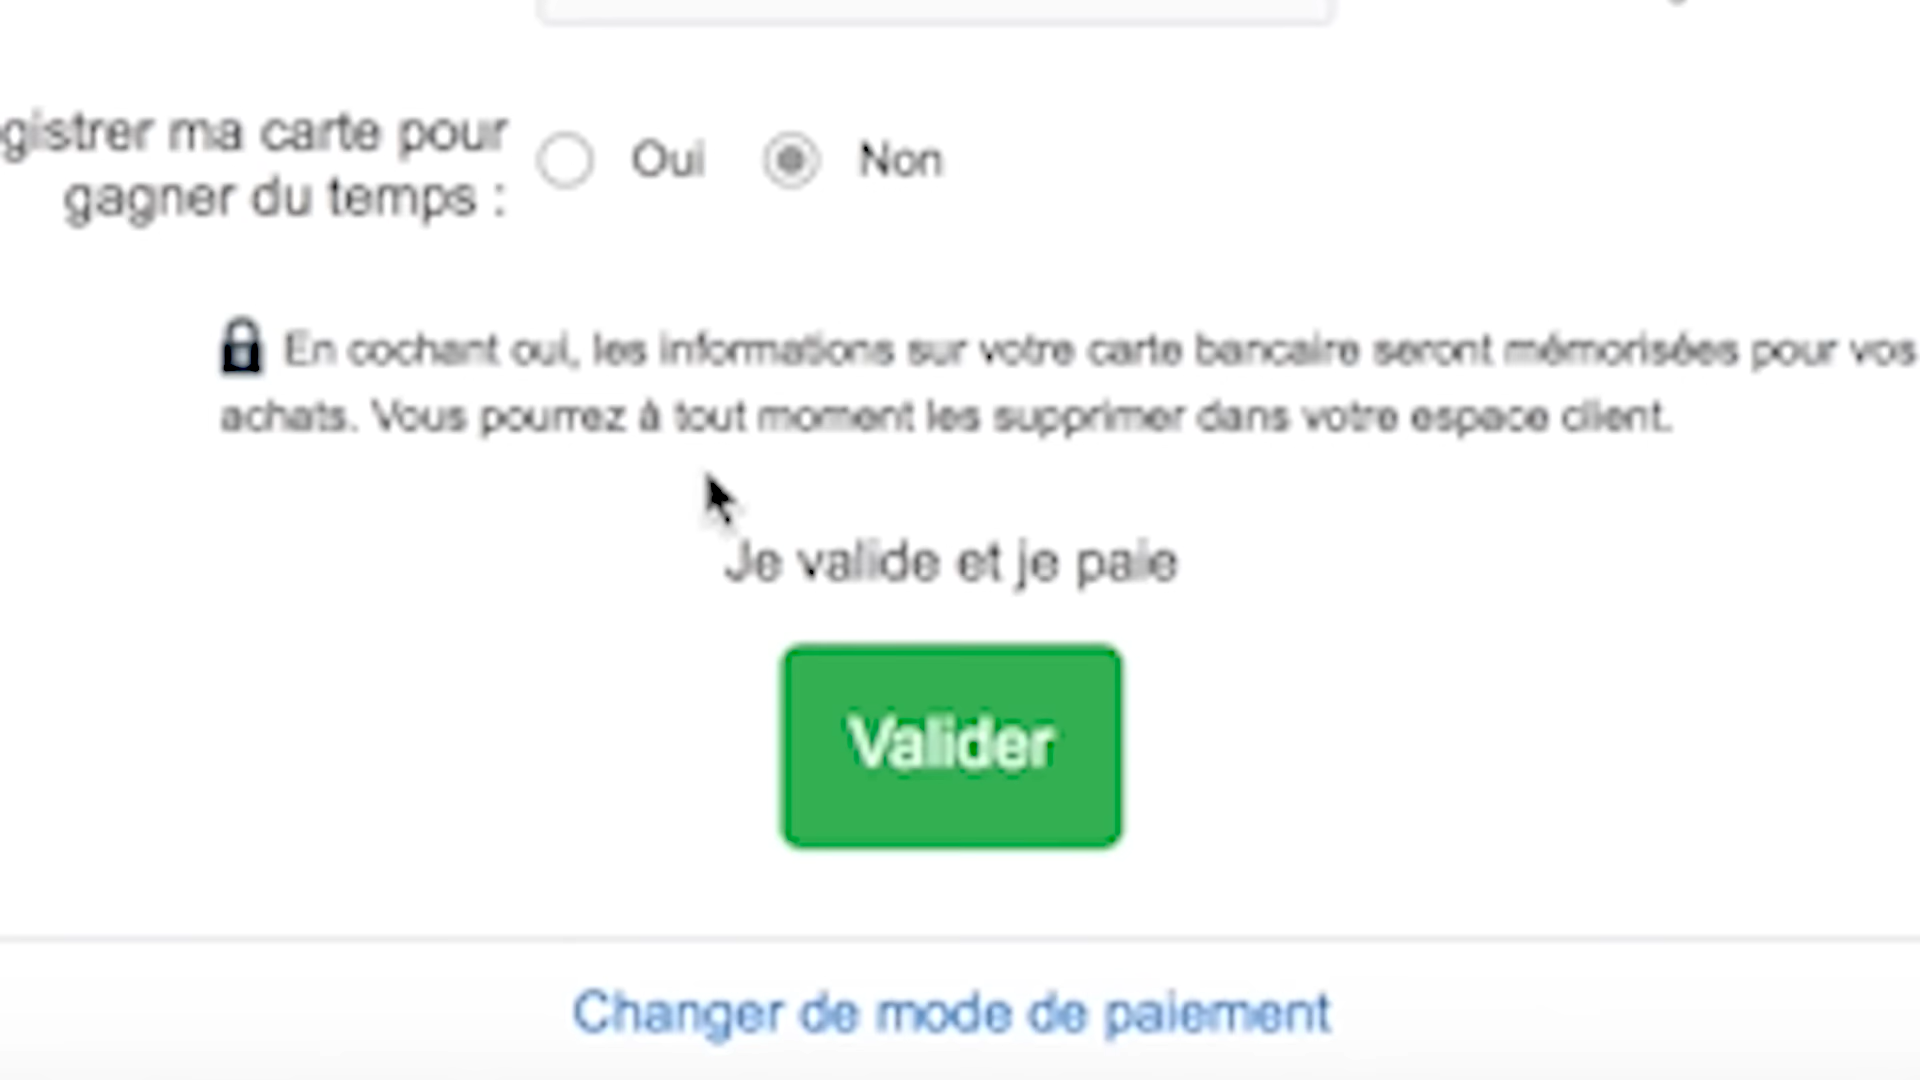 gistrer ma carte pour
gagner du temps :
Oui Non
En cochant oui, les informations sur votre carte bancaire seront mémorisées pour vos
achats. Vous pourrez à tout moment les supprimer dans votre espace client.
Je valide et je paie
Valider
Changer de mode de paiement